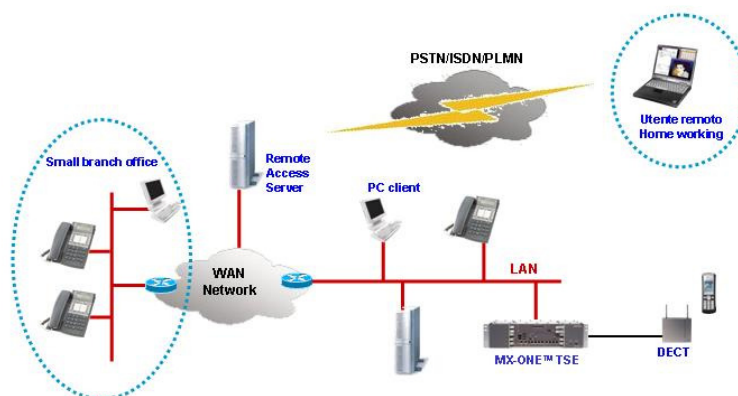 PSTN/ISDN/PLMN
Utente remoto
Home working
Small branch office
Remote
Access
Server
PC client
WAN
Network
LAN
MX-ONE™ TSE
DECT